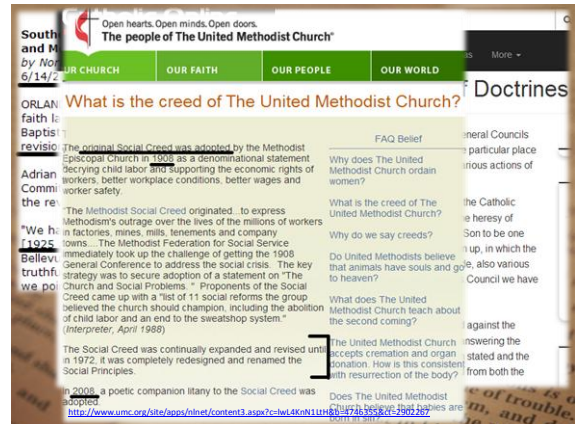 Open hearts. Open minds. Open doors.
The people of The United Methodist Church
South
and M
by Nor
6/14/2
UR CHURCH
OUR FAITH
OUR PEOPLE
OUR WORLD
More
Doctrines
What is the creed of The United Methodist Church?
ORLAN
faith la
Baptist
revision
Adrian
Commi
the rev
"We ha
[1925
Bellevu
truthfu
we poi
The original Social Creed was adopted by the Methodist
Episcopal Church in 1908 as a denominational statement
decrying child labor and supporting the economic rights of
workers, better workplace conditions, better wages and
worker safety.
"The Methodist Social Creed originated...to express
Methodism's outrage over the lives of the millions of workers
in factories, mines, mills, tenements and company
towns....The Methodist Federation for Social Service
immediately took up the challenge of getting the 1908
General Conference to address the social crisis. The key
strategy was to secure adoption of a statement on "The
Church and Social Problems. " Proponents of the Social
Creed came up with a "list of 11 social reforms the group
believed the church should champion, including the abolition
of child labor and an end to the sweatshop system."
(Interpreter, April 1988)
The Social Creed was continually expanded and revised until
in 1972, it was completely redesigned and renamed the
Social Principles.
In 2008, a poetic companion litany to the Social Creed was
adopted.
FAQ Belief
Why does The United
Methodist Church ordain
women?
What is the creed of The
United Methodist Church?
Why do we say creeds?
Do United Methodists believe
that animals have souls and go
to heaven?
What does The United
Methodist Church teach about
the second coming?
The United Methodist Church
accepts cremation and organ
donation. How is this consistent
with resurrection of the body?
Does The United Methodist
Church believe that babies are
born in sin?
eneral Councils
particular place
arious actions of
the Catholic
heresy of
Son to be one
n up, in which the
also various
Council we have
against the
nswering the
stated and the
from both the
http://www.umc.org/site/apps/nlnet/content3.aspx?c=lwL4KnN1LtH&b=4746355&ct=2902267
of trouble.